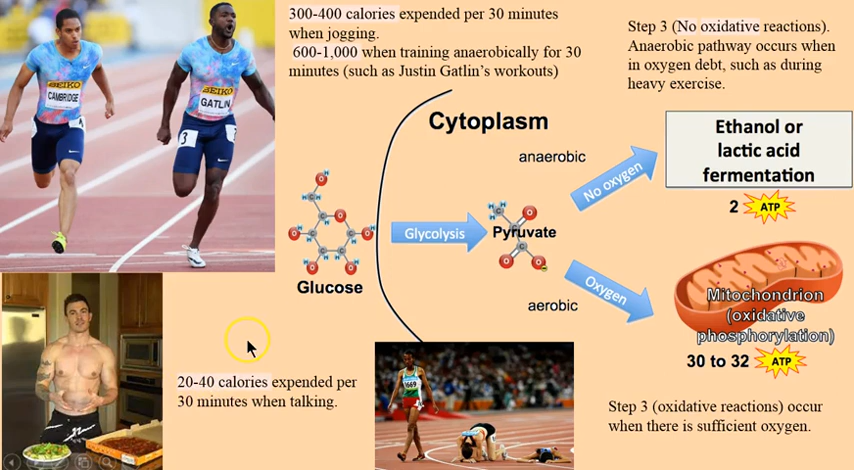 300-400 calories expended per 30 minutes
when jogging.
600-1,000 when training anaerobically for 30
minutes (such as Justin Gatlin's workouts)
Step 3 (No oxidative reactions).
Anaerobic pathway occurs when
in oxygen debt, such as during
heavy exercise.
SEIKO
CAMBRIDGE
SEIKO
GATLIN
3
Cytoplasm
anaerobic
No oxygen
Ethanol or
lactic acid
fermentation
2 ATP
Glycolysis
Pyruvate
Glucose
Oxygen
aerobic
Mitochondrion
(oxidative
phosphorylation)
30 to 32 ATP
20-40 calories expended per
30 minutes when talking.
Step 3 (oxidative reactions) occur
when there is sufficient oxygen.